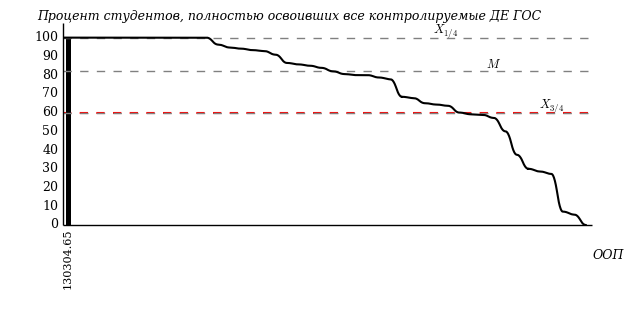 Процент студентов, полностью освоивших все контролируемые ДЕ ГОС
X1/4
100
90
M
80
70
X3/4
60
50
40
30
20
10
0
130304.65
ООП